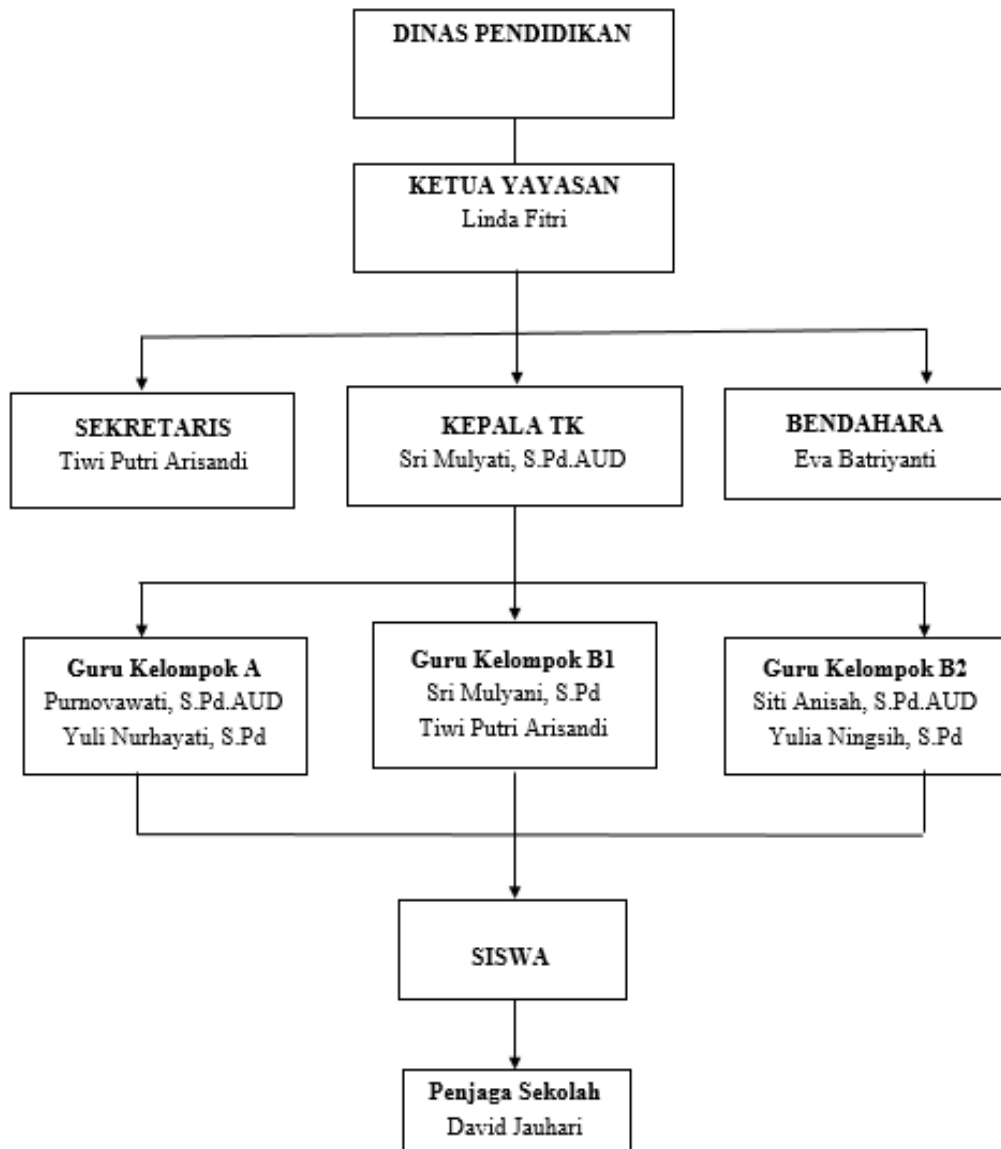 DINAS PENDIDIKAN
KETUA YAYASAN
Linda Fitri
SEKRETARIS
Tiwi Putri Arisandi
KEPALA TK
Sri Mulyati, S.Pd.AUD
BENDAHARA
Eva Batriyanti
Guru Kelompok A
Purnovawati, S.Pd.AUD
Yuli Nurhayati, S.Pd
Guru Kelompok B1
Sri Mulyani, S.Pd
Tiwi Putri Arisandi
Guru Kelompok B2
Siti Anisah, S.Pd.AUD
Yulia Ningsih, S.Pd
SISWA
Penjaga Sekolah
David Jauhari